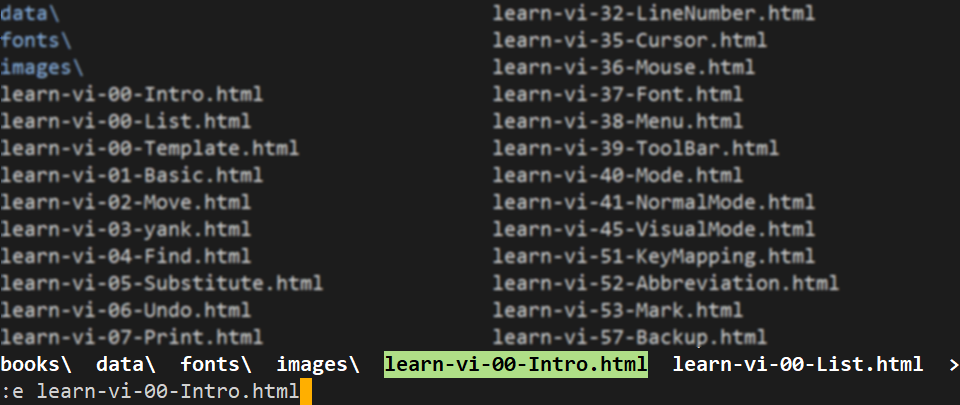 data\ learn-vi-32-LineNumber.html
fonts\ learn-vi-35-Cursor.html
images\ learn-vi-36-Mouse.html
learn-vi-00-Intro.html learn-vi-37-Font.html
learn-vi-00-List.html learn-vi-38-Menu.html
learn-vi-00-Template.html learn-vi-39-ToolBar.html
learn-vi-01-Basic.html learn-vi-40-Mode.html
learn-vi-02-Move.html learn-vi-41-NormalMode.html
learn-vi-03-yank.html learn-vi-45-VisualMode.html
learn-vi-04-Find.html learn-vi-51-KeyMapping.html
learn-vi-05-Substitute.html learn-vi-52-Abbreviation.html
learn-vi-06-Undo.html learn-vi-53-Mark.html
learn-vi-07-Print.html learn-vi-57-Backup.html
books\ data\ fonts\ images\ learn-vi-00-Intro.html learn-vi-00-List.html >
:e learn-vi-00-Intro.html